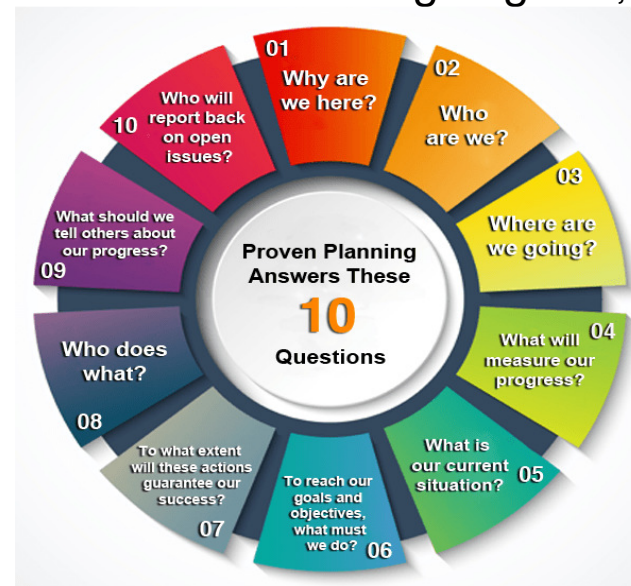 Proven Planning
Answers These
10
Questions
01
Why are
we here?
02
Who
are we?
03
Where are
we going?
04
What will
measure our
progress?
05
What is
our current
situation?
06
To reach our
goals and
objectives,
what must
we do?
07
To what extent
will these actions
guarantee our
success?
08
Who does
what?
09
What should we
tell others about
our progress?
10
Who will
report back
on open
issues?